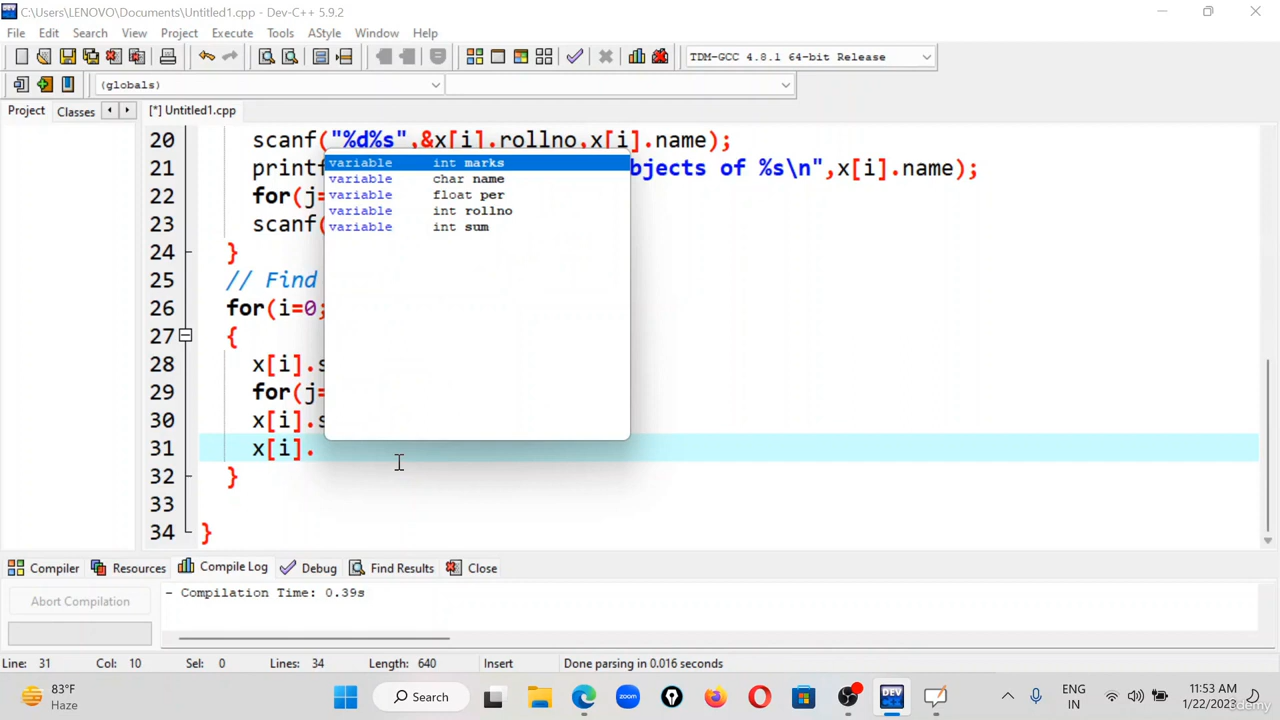 C:\Users\LENOVO\Documents\Untitled1.cpp - Dev-C++ 5.9.2
File Edit Search View Project Execute Tools AStyle Window Help
TDM-GCC 4.8.1 64-bit Release
(globals)
Project Classes [*] Untitled1.cpp
20 scanf("%d%s",&x[i].rollno,x[i].name);
21 printf bjects of %s\n",x[i].name);
22 for(j=
23 scanf(
24 }
25 // Find
26 for(i=0;
27 {
28 x[i].s
29 for(j=
30 x[i].s
31 x[i].
32 }
33
34 }
variable int marks
variable char name
variable float per
variable int rollno
variable int sum
Compiler Resources Compile Log Debug Find Results Close
Abort Compilation
- Compilation Time: 0.39s
Line: 31 Col: 10 Sel: 0 Lines: 34 Length: 640 Insert Done parsing in 0.016 seconds
83°F
Haze
Search
zoom
DEV
ENG
IN
11:53 AM
1/22/2023